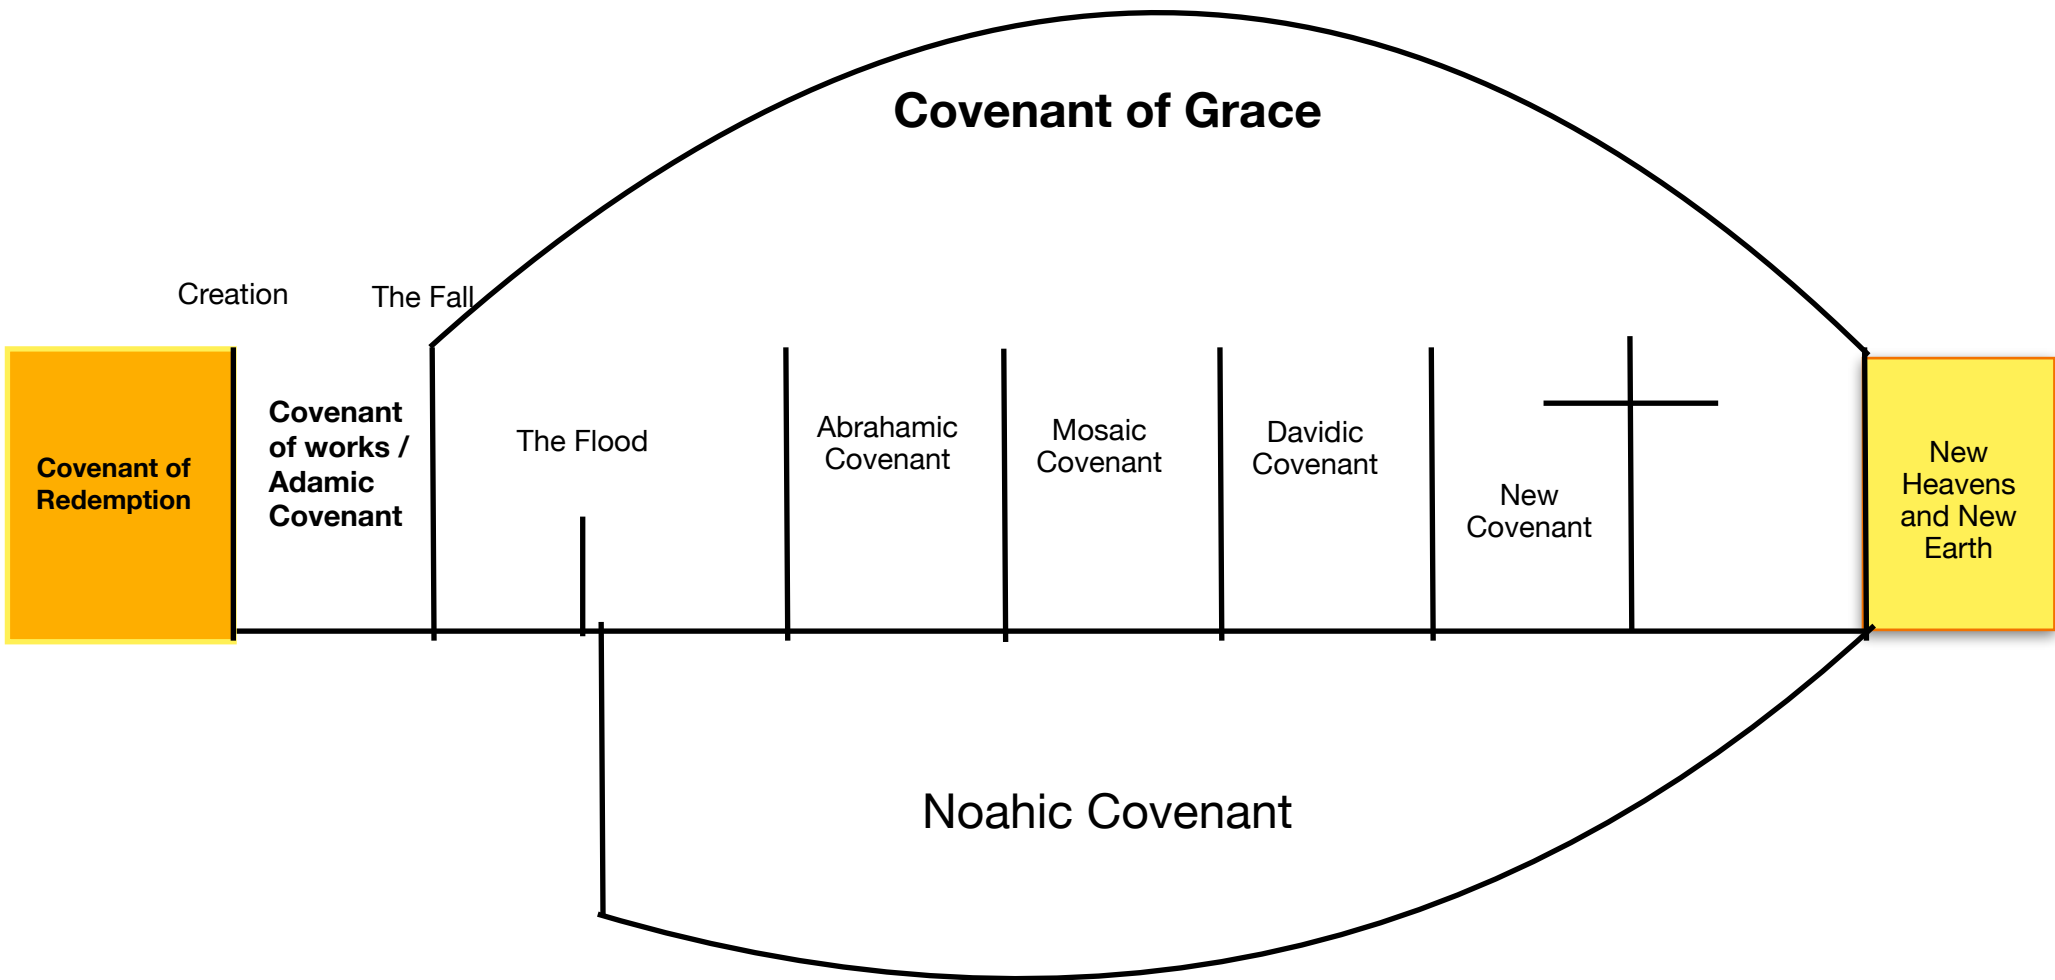 Covenant of Grace
Creation
The Fall
Covenant of
Redemption
Covenant
of works /
Adamic
Covenant
The Flood
Abrahamic
Covenant
Mosaic
Covenant
Davidic
Covenant
New
Covenant
New
Heavens
and New
Earth
Noahic Covenant